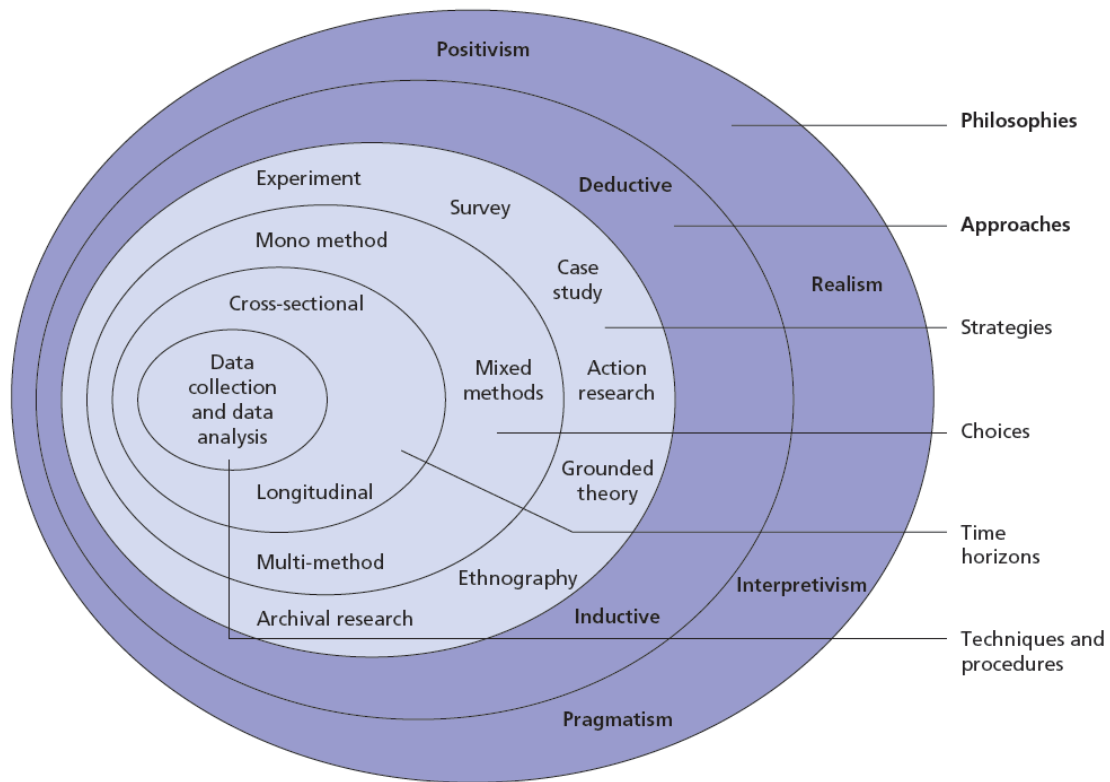 Positivism
Philosophies
Experiment
Deductive
Survey
Approaches
Mono method
Case
study
Realism
Cross-sectional
Strategies
Data
collection
and data
analysis
Mixed
methods
Action
research
Choices
Grounded
theory
Longitudinal
Time
horizons
Multi-method
Ethnography
Interpretivism
Archival research
Inductive
Techniques and
procedures
Pragmatism